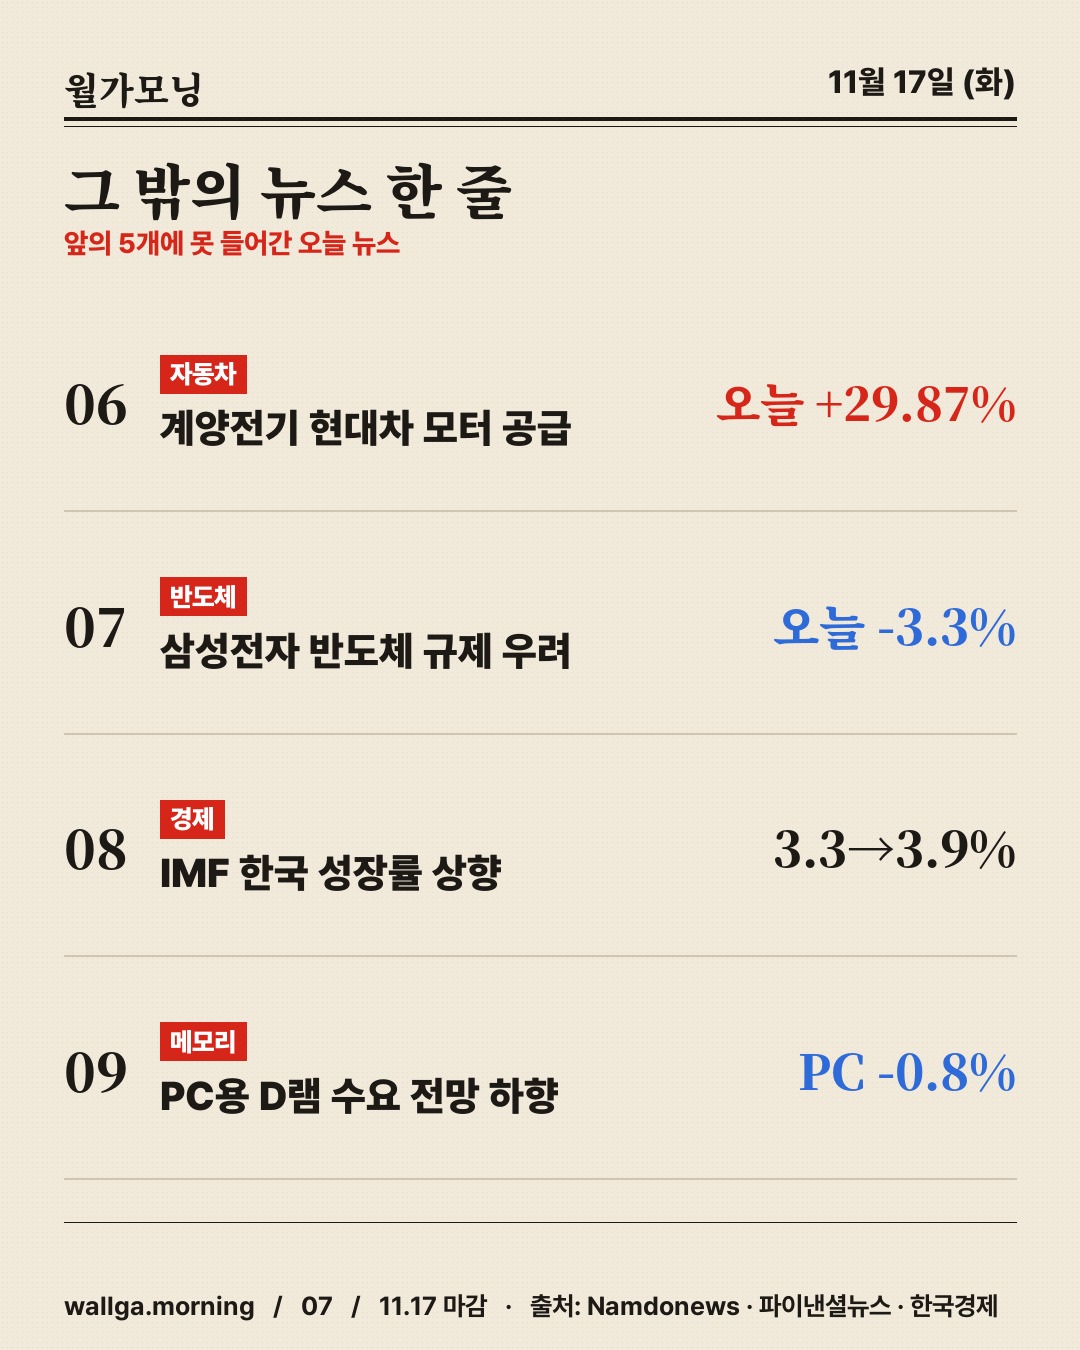 월가모닝
11월 17일 (화)
그 밖의 뉴스 한 줄
앞의 5개에 못 들어간 오늘 뉴스
06
자동차
계양전기 현대차 모터 공급
오늘 +29.87%
07
반도체
삼성전자 반도체 규제 우려
오늘 -3.3%
08
경제
IMF 한국 성장률 상향
3.3→3.9%
09
메모리
PC용 D램 수요 전망 하향
PC -0.8%
wallga.morning / 07 / 11.17 마감 · 출처: Namdonews · 파이낸셜뉴스 · 한국경제